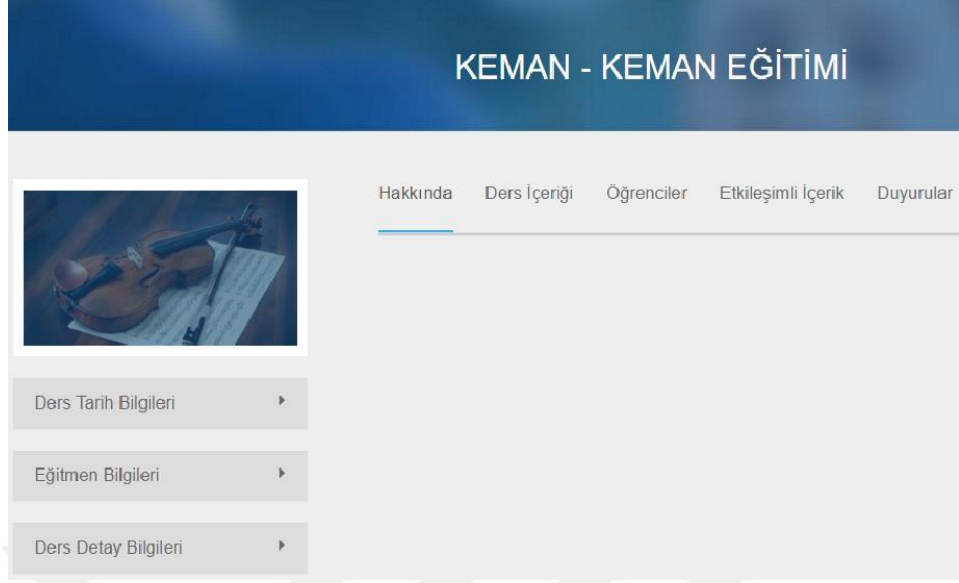 KEMAN - KEMAN EĞİTİMİ
Hakkında Ders İçeriği Öğrenciler Etkileşimli İçerik Duyurular
Ders Tarih Bilgileri
Eğitmen Bilgileri
Ders Detay Bilgileri